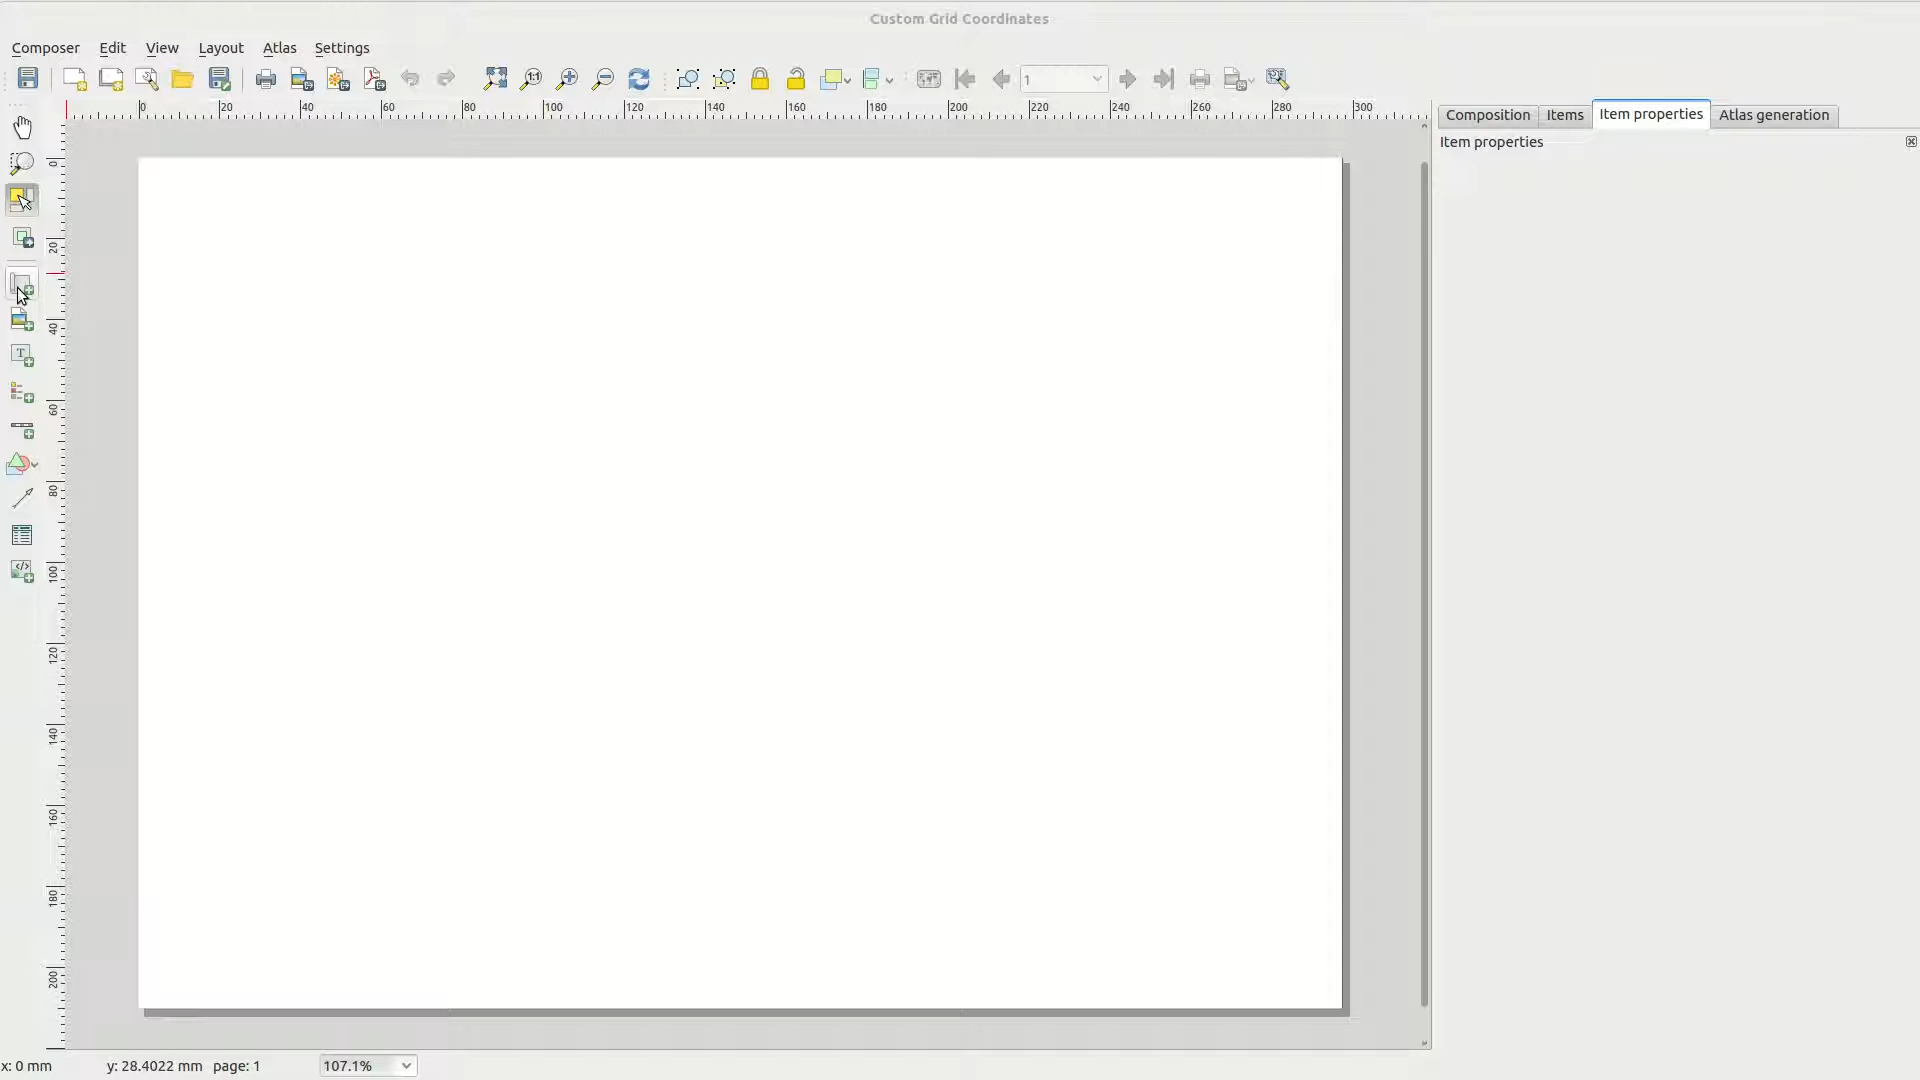 Custom Grid Coordinates
Composer Edit View Layout Atlas Settings
1:1 1
0 20 40 60 80 100 120 140 160 180 200 220 240 260 280 300
Composition Items Item properties Atlas generation
Item properties
0
20
40
T
60
80
100
</>
120
140
160
180
200
x: 0 mm y: 28.4022 mm page: 1 107.1%